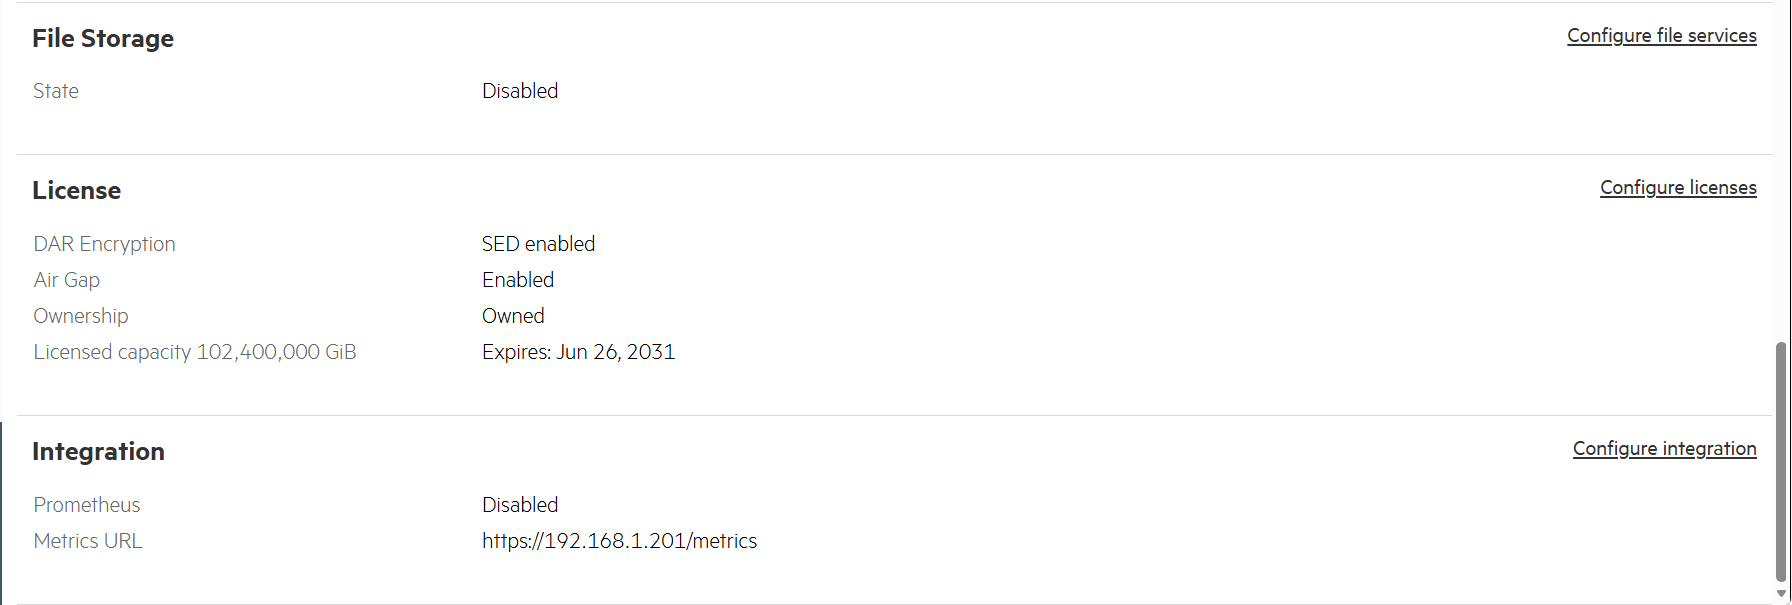 File Storage
Configure file services
State
Disabled
License
Configure licenses
DAR Encryption
SED enabled
Air Gap
Enabled
Ownership
Owned
Licensed capacity 102,400,000 GiB
Expires: Jun 26, 2031
Integration
Configure integration
Prometheus
Disabled
Metrics URL
https://192.168.1.201/metrics